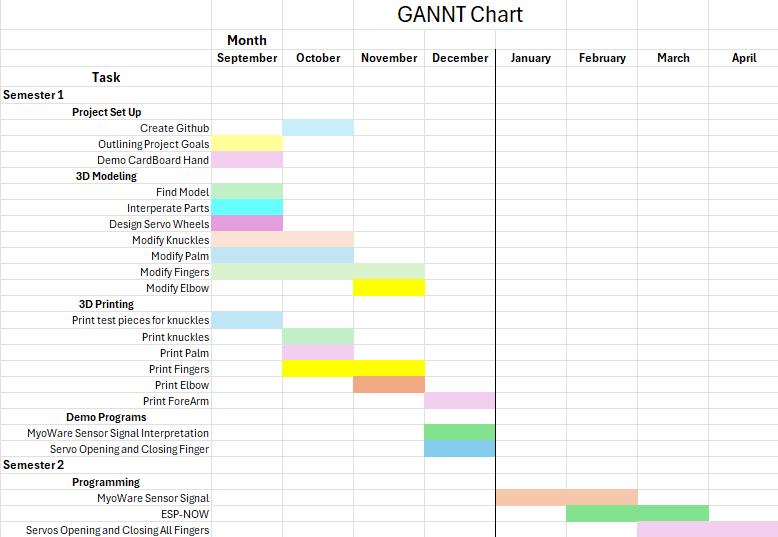 GANNT Chart
Month
September October November December January February March April
Task
Semester 1
Project Set Up
Create Github
Outlining Project Goals
Demo CardBoard Hand
3D Modeling
Find Model
Interperate Parts
Design Servo Wheels
Modify Knuckles
Modify Palm
Modify Fingers
Modify Elbow
3D Printing
Print test pieces for knuckles
Print knuckles
Print Palm
Print Fingers
Print Elbow
Print ForeArm
Demo Programs
MyoWare Sensor Signal Interpretation
Servo Opening and Closing Finger
Semester 2
Programming
MyoWare Sensor Signal
ESP-NOW
Servos Opening and Closing All Fingers